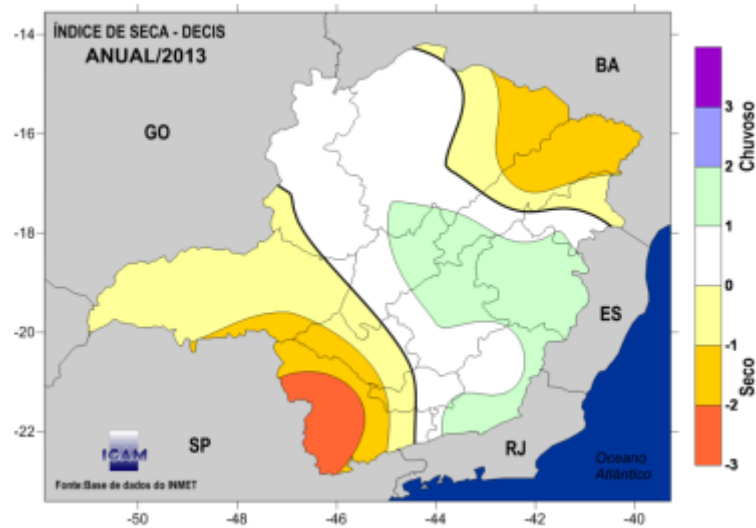 ÍNDICE DE SECA - DECIS
ANUAL/2013
BA
GO
ES
SP
RJ
Oceano
Atlântico
IGAM
Fonte:Base de dados do INMET
-14
-16
-18
-20
-22
-50
-48
-46
-44
-42
-40
3
2
1
0
-1
-2
-3
Chuvoso
Seco